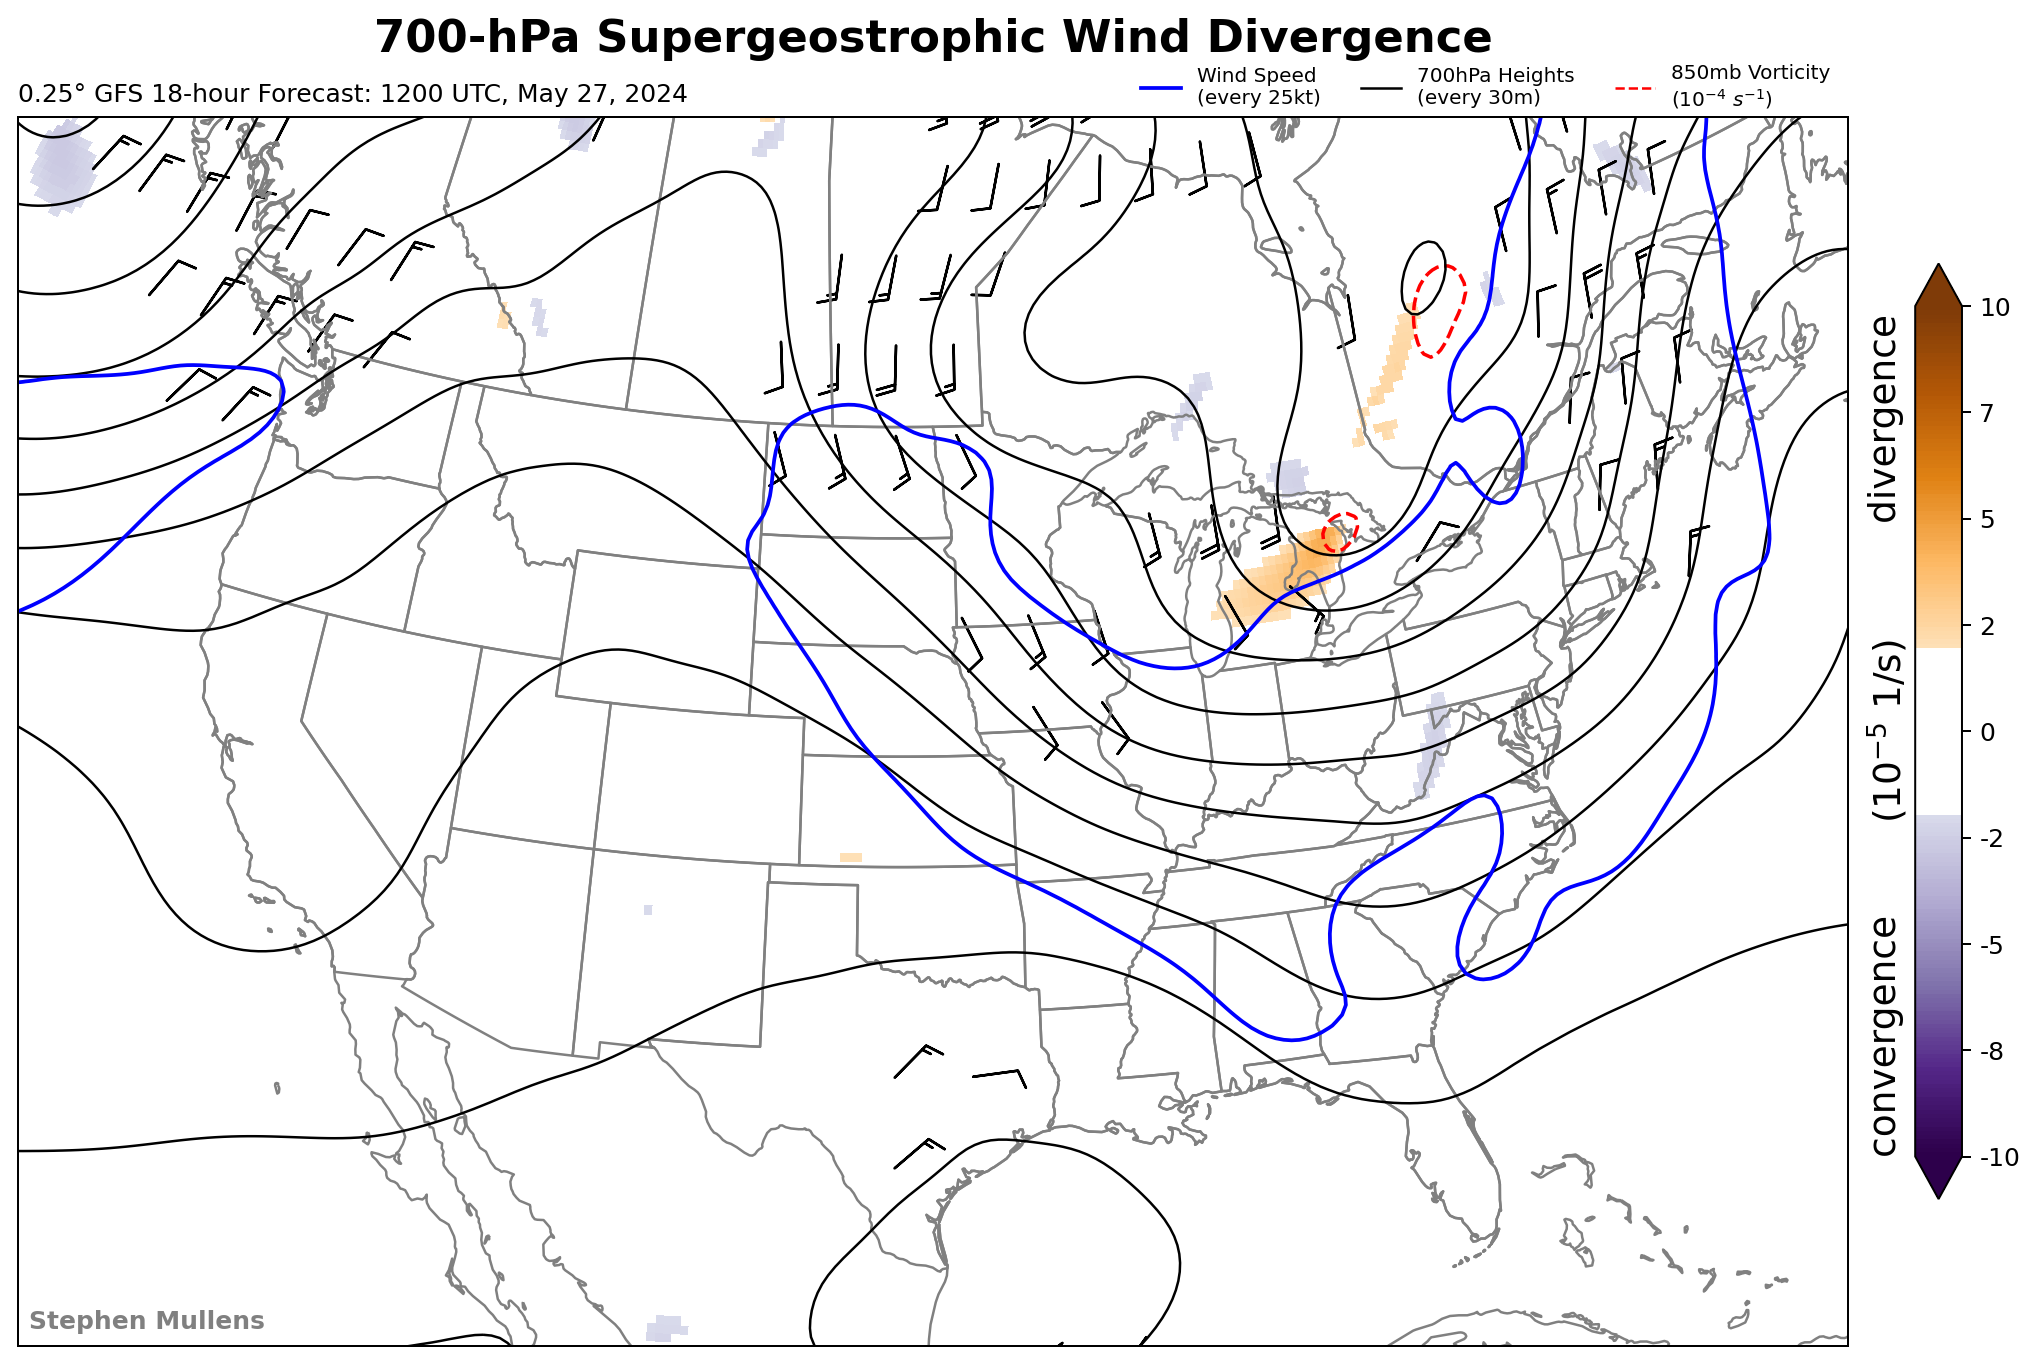 700-hPa Supergeostrophic Wind Divergence
0.25° GFS 18-hour Forecast: 1200 UTC, May 27, 2024
Wind Speed
(every 25kt)
700hPa Heights
(every 30m)
850mb Vorticity
(10⁻⁴ s⁻¹)
10
7
5
2
0
-2
-5
-8
-10
convergence (10⁻⁵ 1/s) divergence
Stephen Mullens